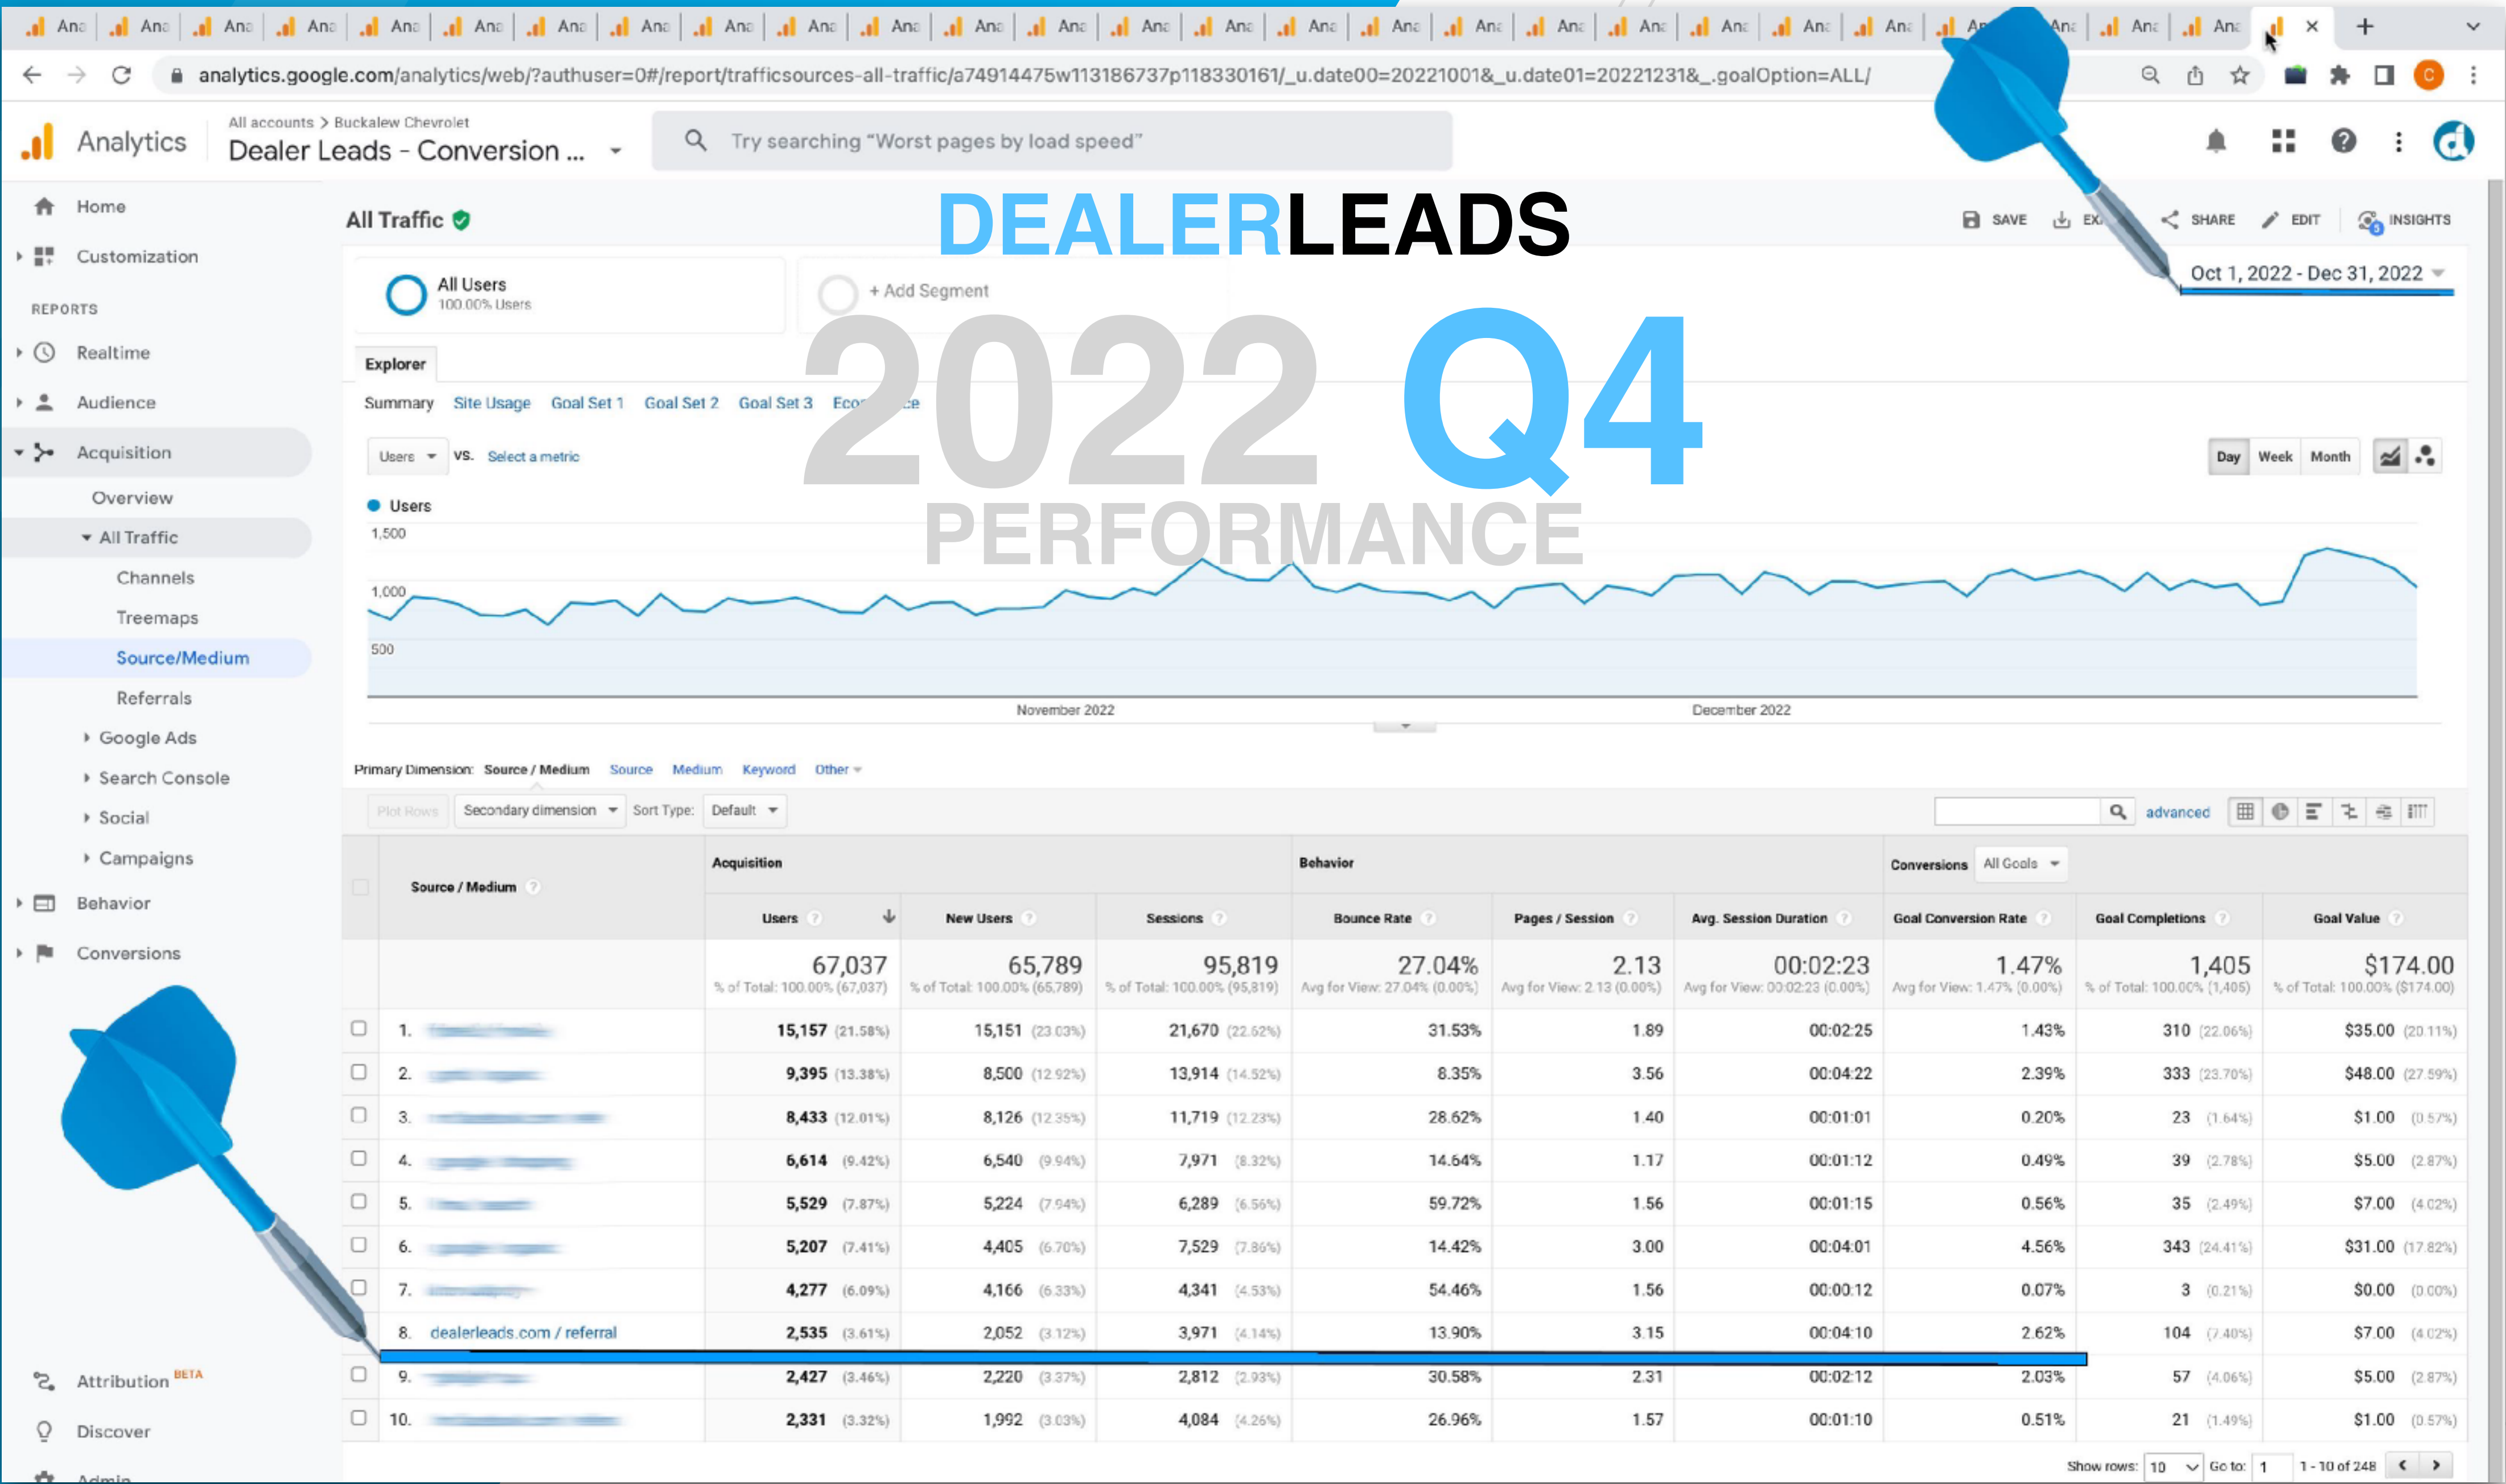 Ana Ana Ana Ana Ana Ana Ana Ana Ana Ana Ana Ana Ana Ana Ana Ana Ana Ana Ana Ana Ana Ana Ana Ana Ana Ana
analytics.google.com/analytics/web/?authuser=0#/report/trafficsources-all-traffic/a74914475w113186737p118330161/_u.date00=20221001&_u.date01=20221231&_.goalOption=ALL/
C
Analytics
All accounts > Buckalew Chevrolet
Dealer Leads - Conversion ...
Try searching "Worst pages by load speed"
Home
Customization
REPORTS
Realtime
Audience
Acquisition
Overview
All Traffic
Channels
Treemaps
Source/Medium
Referrals
Google Ads
Search Console
Social
Campaigns
Behavior
Conversions
Attribution BETA
Discover
Admin
All Traffic
DEALERLEADS
SAVE SHARE EDIT INSIGHTS
5
All Users
100.00% Users
+ Add Segment
Oct 1, 2022 - Dec 31, 2022
2022 Q4
PERFORMANCE
Explorer
Summary Site Usage Goal Set 1 Goal Set 2 Goal Set 3
Users VS. Select a metric
Day Week Month
Users
1,500
1,000
500
November 2022 December 2022
Primary Dimension: Source / Medium Source Medium Keyword Other
Plot Rows Secondary dimension Sort Type: Default
advanced
Source / Medium
Acquisition Behavior Conversions All Goals
Users New Users Sessions Bounce Rate Pages / Session Avg. Session Duration Goal Conversion Rate Goal Completions Goal Value
67,037 65,789 95,819 27.04% 2.13 00:02:23 1.47% 1,405 $174.00
% of Total: 100.00% (67,037) % of Total: 100.00% (65,789) % of Total: 100.00% (95,819) Avg for View: 27.04% (0.00%) Avg for View: 2.13 (0.00%) Avg for View: 00:02:23 (0.00%) Avg for View: 1.47% (0.00%) % of Total: 100.00% (1,405) % of Total: 100.00% ($174.00)
1. 15,157 (21.58%) 15,151 (23.03%) 21,670 (22.62%) 31.53% 1.89 00:02:25 1.43% 310 (22.06%) $35.00 (20.11%)
2. 9,395 (13.38%) 8,500 (12.92%) 13,914 (14.52%) 8.35% 3.56 00:04:22 2.39% 333 (23.70%) $48.00 (27.59%)
3. 8,433 (12.01%) 8,126 (12.35%) 11,719 (12.23%) 28.62% 1.40 00:01:01 0.20% 23 (1.64%) $1.00 (0.57%)
4. 6,614 (9.42%) 6,540 (9.94%) 7,971 (8.32%) 14.64% 1.17 00:01:12 0.49% 39 (2.78%) $5.00 (2.87%)
5. 5,529 (7.87%) 5,224 (7.94%) 6,289 (6.56%) 59.72% 1.56 00:01:15 0.56% 35 (2.49%) $7.00 (4.02%)
6. 5,207 (7.41%) 4,405 (6.70%) 7,529 (7.86%) 14.42% 3.00 00:04:01 4.56% 343 (24.41%) $31.00 (17.82%)
7. 4,277 (6.09%) 4,166 (6.33%) 4,341 (4.53%) 54.46% 1.56 00:00:12 0.07% 3 (0.21%) $0.00 (0.00%)
8. dealerleads.com / referral 2,535 (3.61%) 2,052 (3.12%) 3,971 (4.14%) 13.90% 3.15 00:04:10 2.62% 104 (7.40%) $7.00 (4.02%)
9. 2,427 (3.46%) 2,220 (3.37%) 2,812 (2.93%) 30.58% 2.31 00:02:12 2.03% 57 (4.06%) $5.00 (2.87%)
10. 2,331 (3.32%) 1,992 (3.03%) 4,084 (4.26%) 26.96% 1.57 00:01:10 0.51% 21 (1.49%) $1.00 (0.57%)
Show rows: 10 Go to: 1 1 - 10 of 248